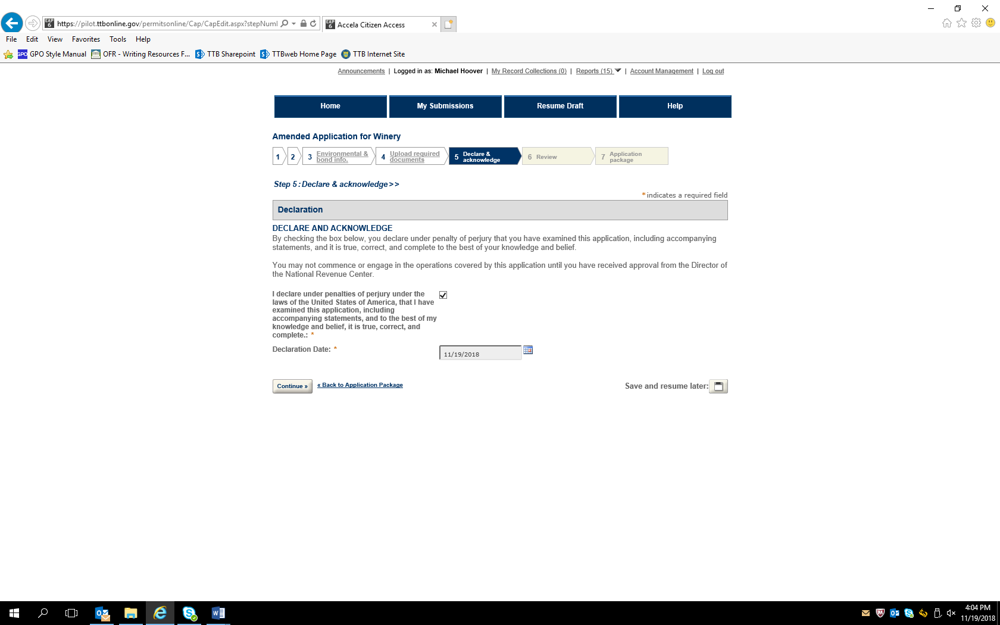 https://pilot.ttbonline.gov/permitsonline/Cap/CapEdit.aspx?stepNuml
EAP 6 Accela Citizen Access
File Edit View Favorites Tools Help
GPO GPO Style Manual OFR - Writing Resources F... TTB Sharepoint TTBweb Home Page TTB Internet Site
Announcements | Logged in as: Michael Hoover | My Record Collections (0) | Reports (15) | Account Management | Log out
Home My Submissions Resume Draft Help
Amended Application for Winery
1 2 3 Environmental & bond info. 4 Upload required documents 5 Declare & acknowledge 6 Review 7 Application package
Step 5 : Declare & acknowledge >>
* indicates a required field
Declaration
DECLARE AND ACKNOWLEDGE
By checking the box below, you declare under penalty of perjury that you have examined this application, including accompanying
statements, and it is true, correct, and complete to the best of your knowledge and belief.
You may not commence or engage in the operations covered by this application until you have received approval from the Director of
the National Revenue Center.
I declare under penalties of perjury under the
laws of the United States of America, that I have
examined this application, including
accompanying statements, and to the best of my
knowledge and belief, it is true, correct, and
complete.: *
Declaration Date: *
11/19/2018
Continue » « Back to Application Package Save and resume later:
4:04 PM
11/19/2018